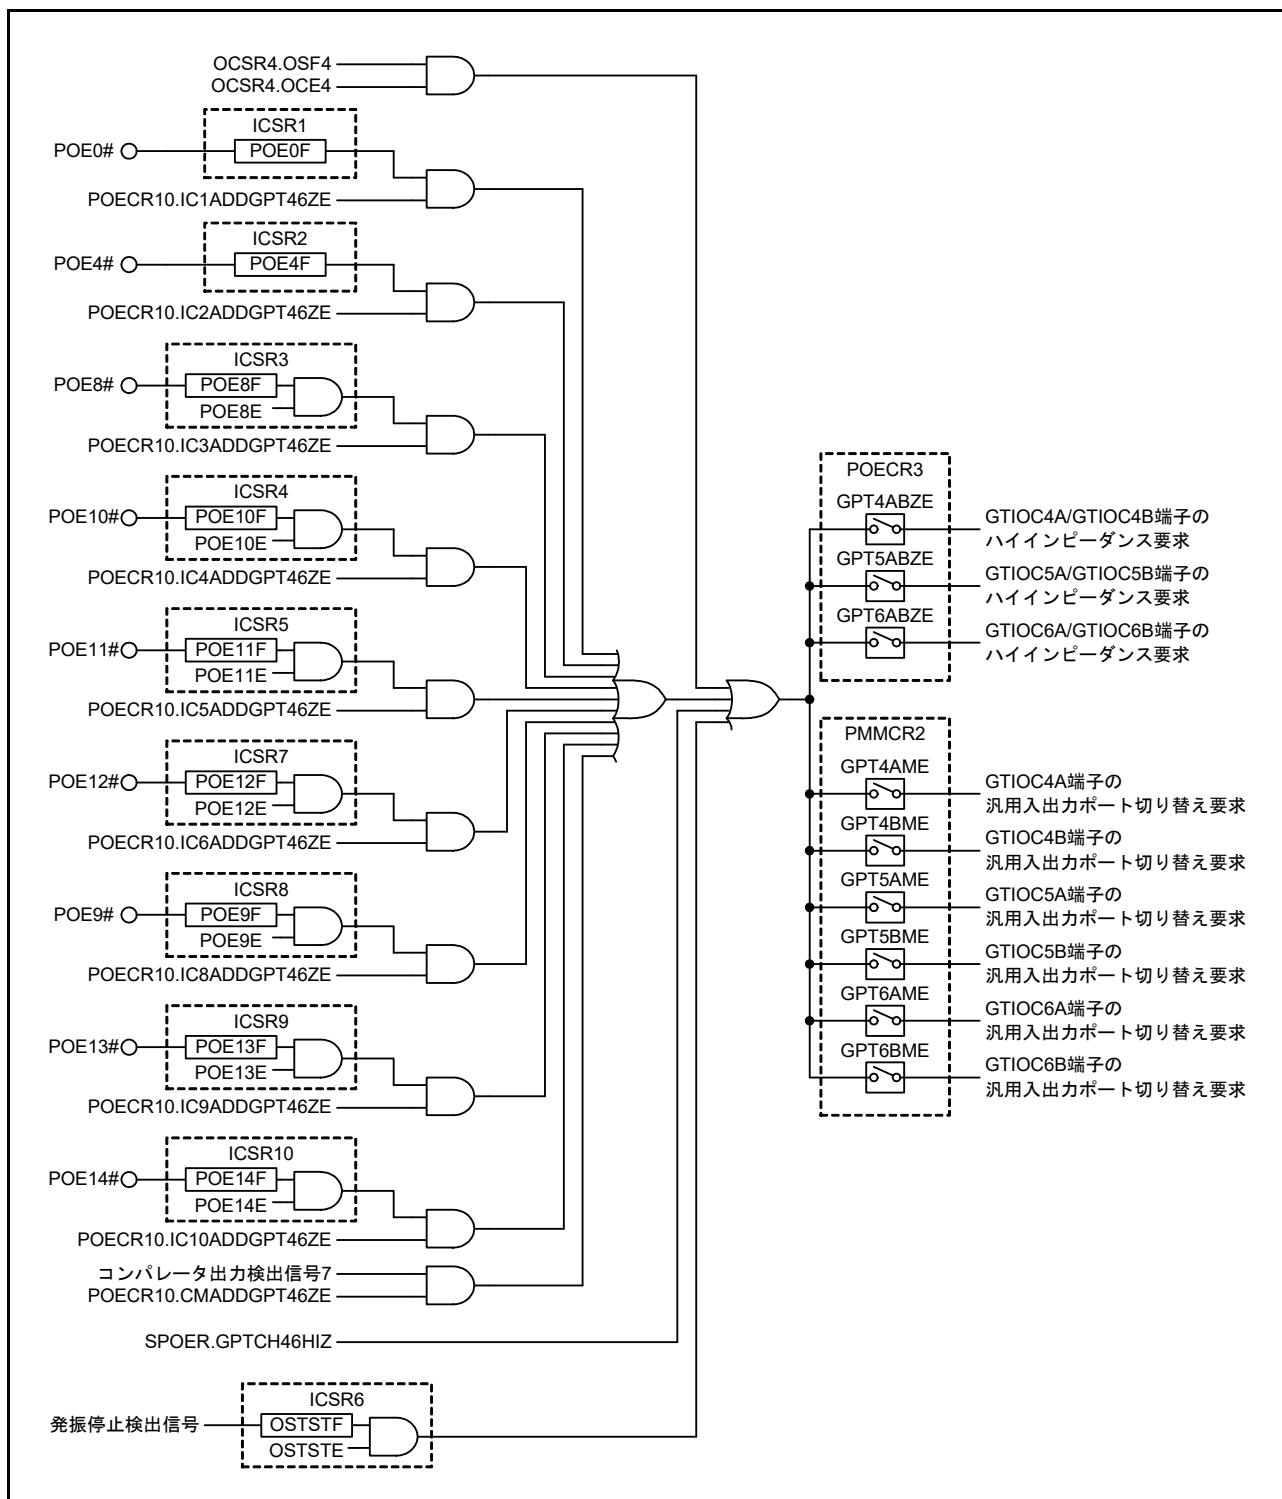 OCSR4.OSF4
OCSR4.OCE4
ICSR1
POE0#
POE0F
POECR10.IC1ADDGPT46ZE
ICSR2
POE4#
POE4F
POECR10.IC2ADDGPT46ZE
ICSR3
POE8#
POE8F
POE8E
POECR10.IC3ADDGPT46ZE
ICSR4
POE10#
POE10F
POE10E
POECR10.IC4ADDGPT46ZE
ICSR5
POE11#
POE11F
POE11E
POECR10.IC5ADDGPT46ZE
ICSR7
POE12#
POE12F
POE12E
POECR10.IC6ADDGPT46ZE
ICSR8
POE9#
POE9F
POE9E
POECR10.IC8ADDGPT46ZE
ICSR9
POE13#
POE13F
POE13E
POECR10.IC9ADDGPT46ZE
ICSR10
POE14#
POE14F
POE14E
POECR10.IC10ADDGPT46ZE
コンパレータ出力検出信号7
POECR10.CMADDGPT46ZE
SPOER.GPTCH46HIZ
ICSR6
発振停止検出信号
OSTSTF
OSTSTE
POECR3
GPT4ABZE
GTIOC4A/GTIOC4B端子の
ハイインピーダンス要求
GPT5ABZE
GTIOC5A/GTIOC5B端子の
ハイインピーダンス要求
GPT6ABZE
GTIOC6A/GTIOC6B端子の
ハイインピーダンス要求
PMMCR2
GPT4AME
GTIOC4A端子の
汎用入出力ポート切り替え要求
GPT4BME
GTIOC4B端子の
汎用入出力ポート切り替え要求
GPT5AME
GTIOC5A端子の
汎用入出力ポート切り替え要求
GPT5BME
GTIOC5B端子の
汎用入出力ポート切り替え要求
GPT6AME
GTIOC6A端子の
汎用入出力ポート切り替え要求
GPT6BME
GTIOC6B端子の
汎用入出力ポート切り替え要求